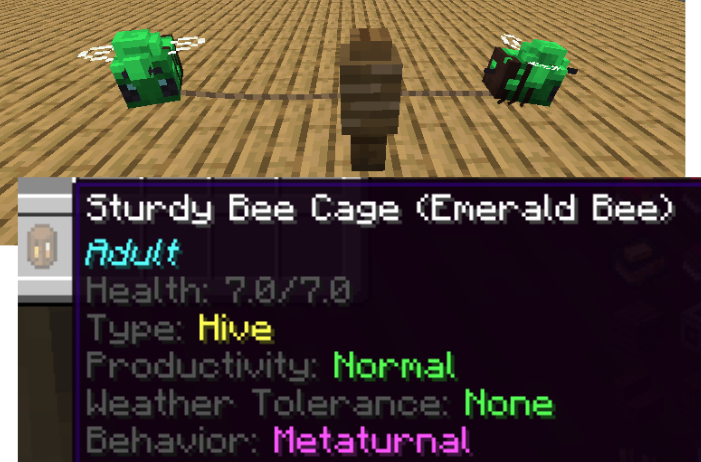 Sturdy Bee Cage (Emerald Bee)
Adult
Health: 7.0/7.0
Type: Hive
Productivity: Normal
Weather Tolerance: None
Behavior: Metaturnal